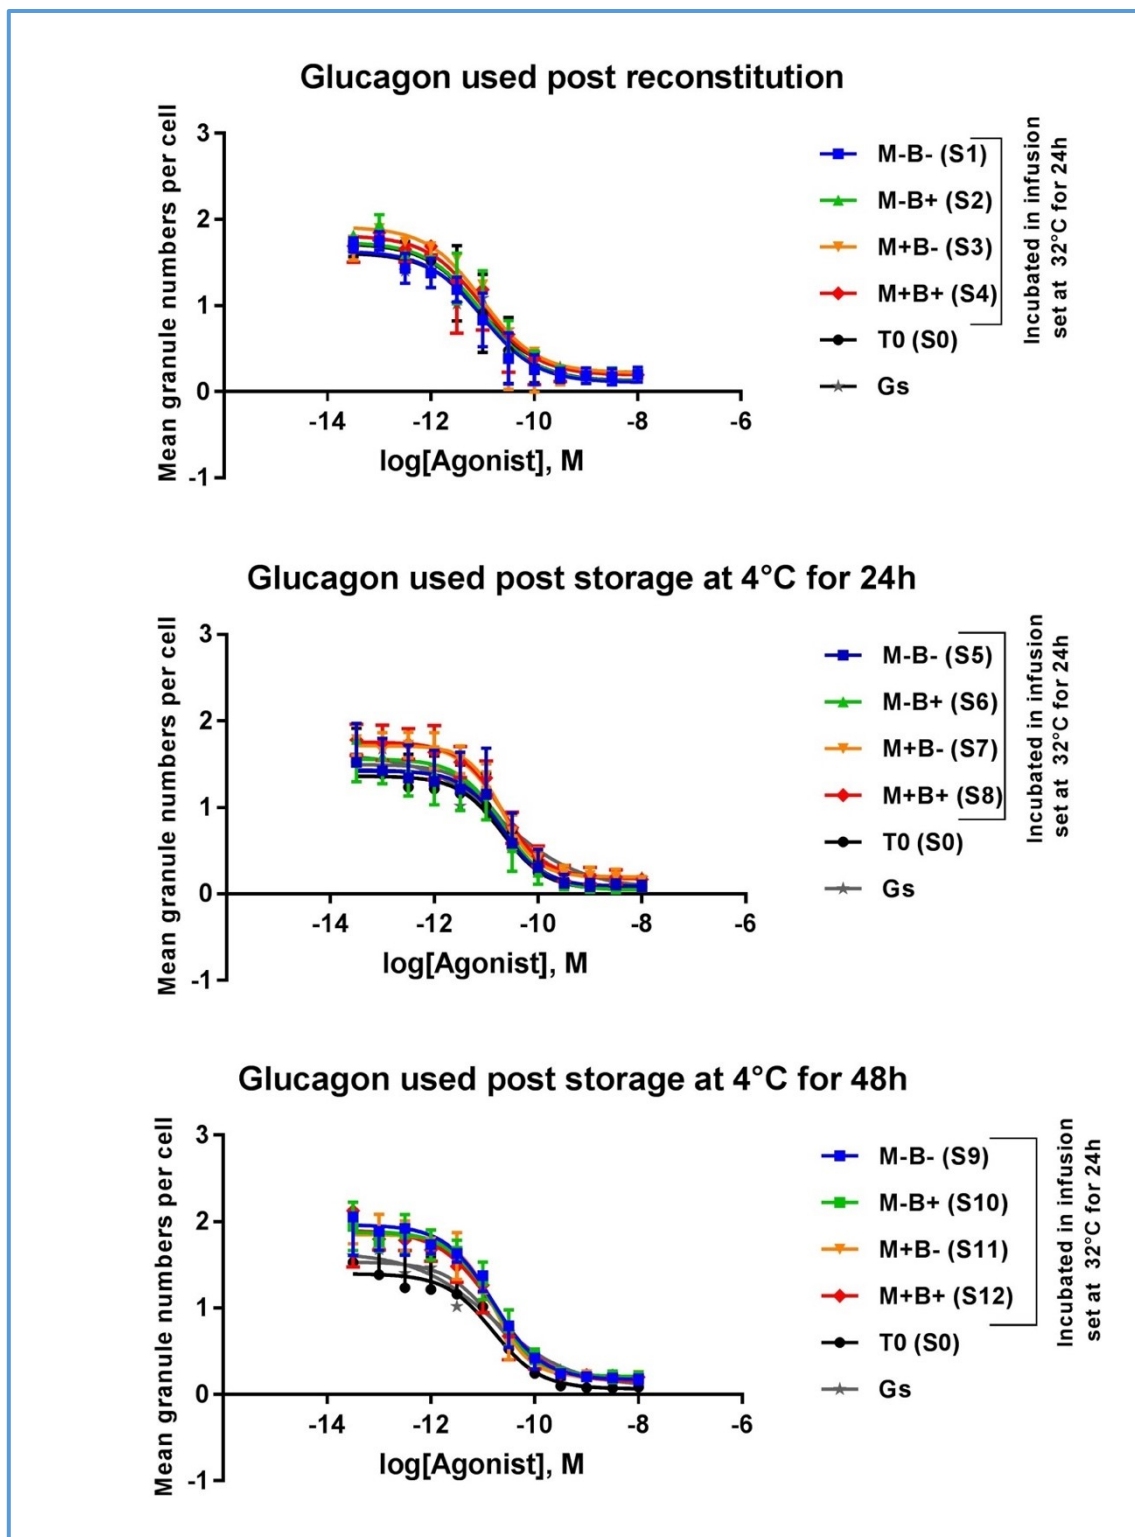 Glucagon used post reconstitution
Mean granule numbers per cell
3
2
1
0
-1
-14
-12
-10
-8
-6
log[Agonist], M
M-B- (S1)
M-B+ (S2)
M+B- (S3)
M+B+ (S4)
T0 (S0)
Gs
Incubated in infusion
set at 32°C for 24h
Glucagon used post storage at 4°C for 24h
Mean granule numbers per cell
3
2
1
0
-1
-14
-12
-10
-8
-6
log[Agonist], M
M-B- (S5)
M-B+ (S6)
M+B- (S7)
M+B+ (S8)
T0 (S0)
Gs
Incubated in infusion
set at 32°C for 24h
Glucagon used post storage at 4°C for 48h
Mean granule numbers per cell
3
2
1
0
-1
-14
-12
-10
-8
-6
log[Agonist], M
M-B- (S9)
M-B+ (S10)
M+B- (S11)
M+B+ (S12)
T0 (S0)
Gs
Incubated in infusion
set at 32°C for 24h